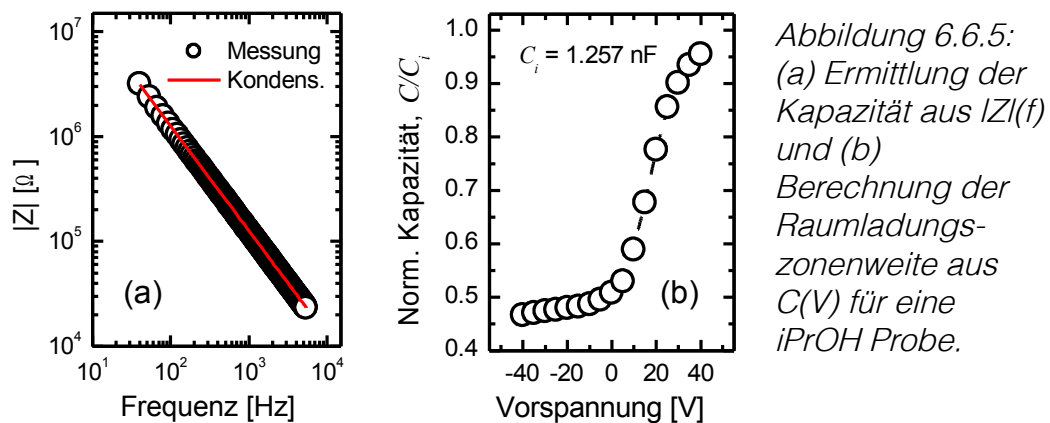 10⁷
10⁶
10⁵
10⁴
|Z| [Ω]
Messung
Kondens.
(a)
10¹ 10² 10³ 10⁴
Frequenz [Hz]
1.0
0.9
0.8
0.7
0.6
0.5
0.4
Norm. Kapazität, C/Cᵢ
Cᵢ = 1.257 nF
(b)
-40 -20 0 20 40
Vorspannung [V]
Abbildung 6.6.5:
(a) Ermittlung der
Kapazität aus |Z|(f)
und (b)
Berechnung der
Raumladungs-
zonenweite aus
C(V) für eine
iPrOH Probe.